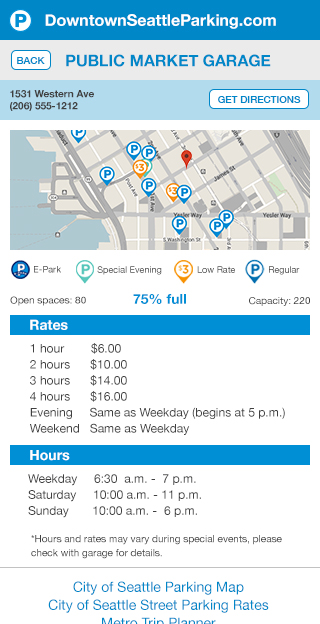 P DowntownSeattleParking.com
BACK PUBLIC MARKET GARAGE
1531 Western Ave
(206) 555-1212
GET DIRECTIONS
James St
Post Ave
Yesler Way Yesler Way
S Washington St
E-Park Special Evening $3 Low Rate Regular
Open spaces: 80 75% full Capacity: 220
Rates
1 hour $6.00
2 hours $10.00
3 hours $14.00
4 hours $16.00
Evening Same as Weekday (begins at 5 p.m.)
Weekend Same as Weekday
Hours
Weekday 6:30 a.m. - 7 p.m.
Saturday 10:00 a.m. - 11 p.m.
Sunday 10:00 a.m. - 6 p.m.
*Hours and rates may vary during special events, please
check with garage for details.
City of Seattle Parking Map
City of Seattle Street Parking Rates
Metro Trip Planner